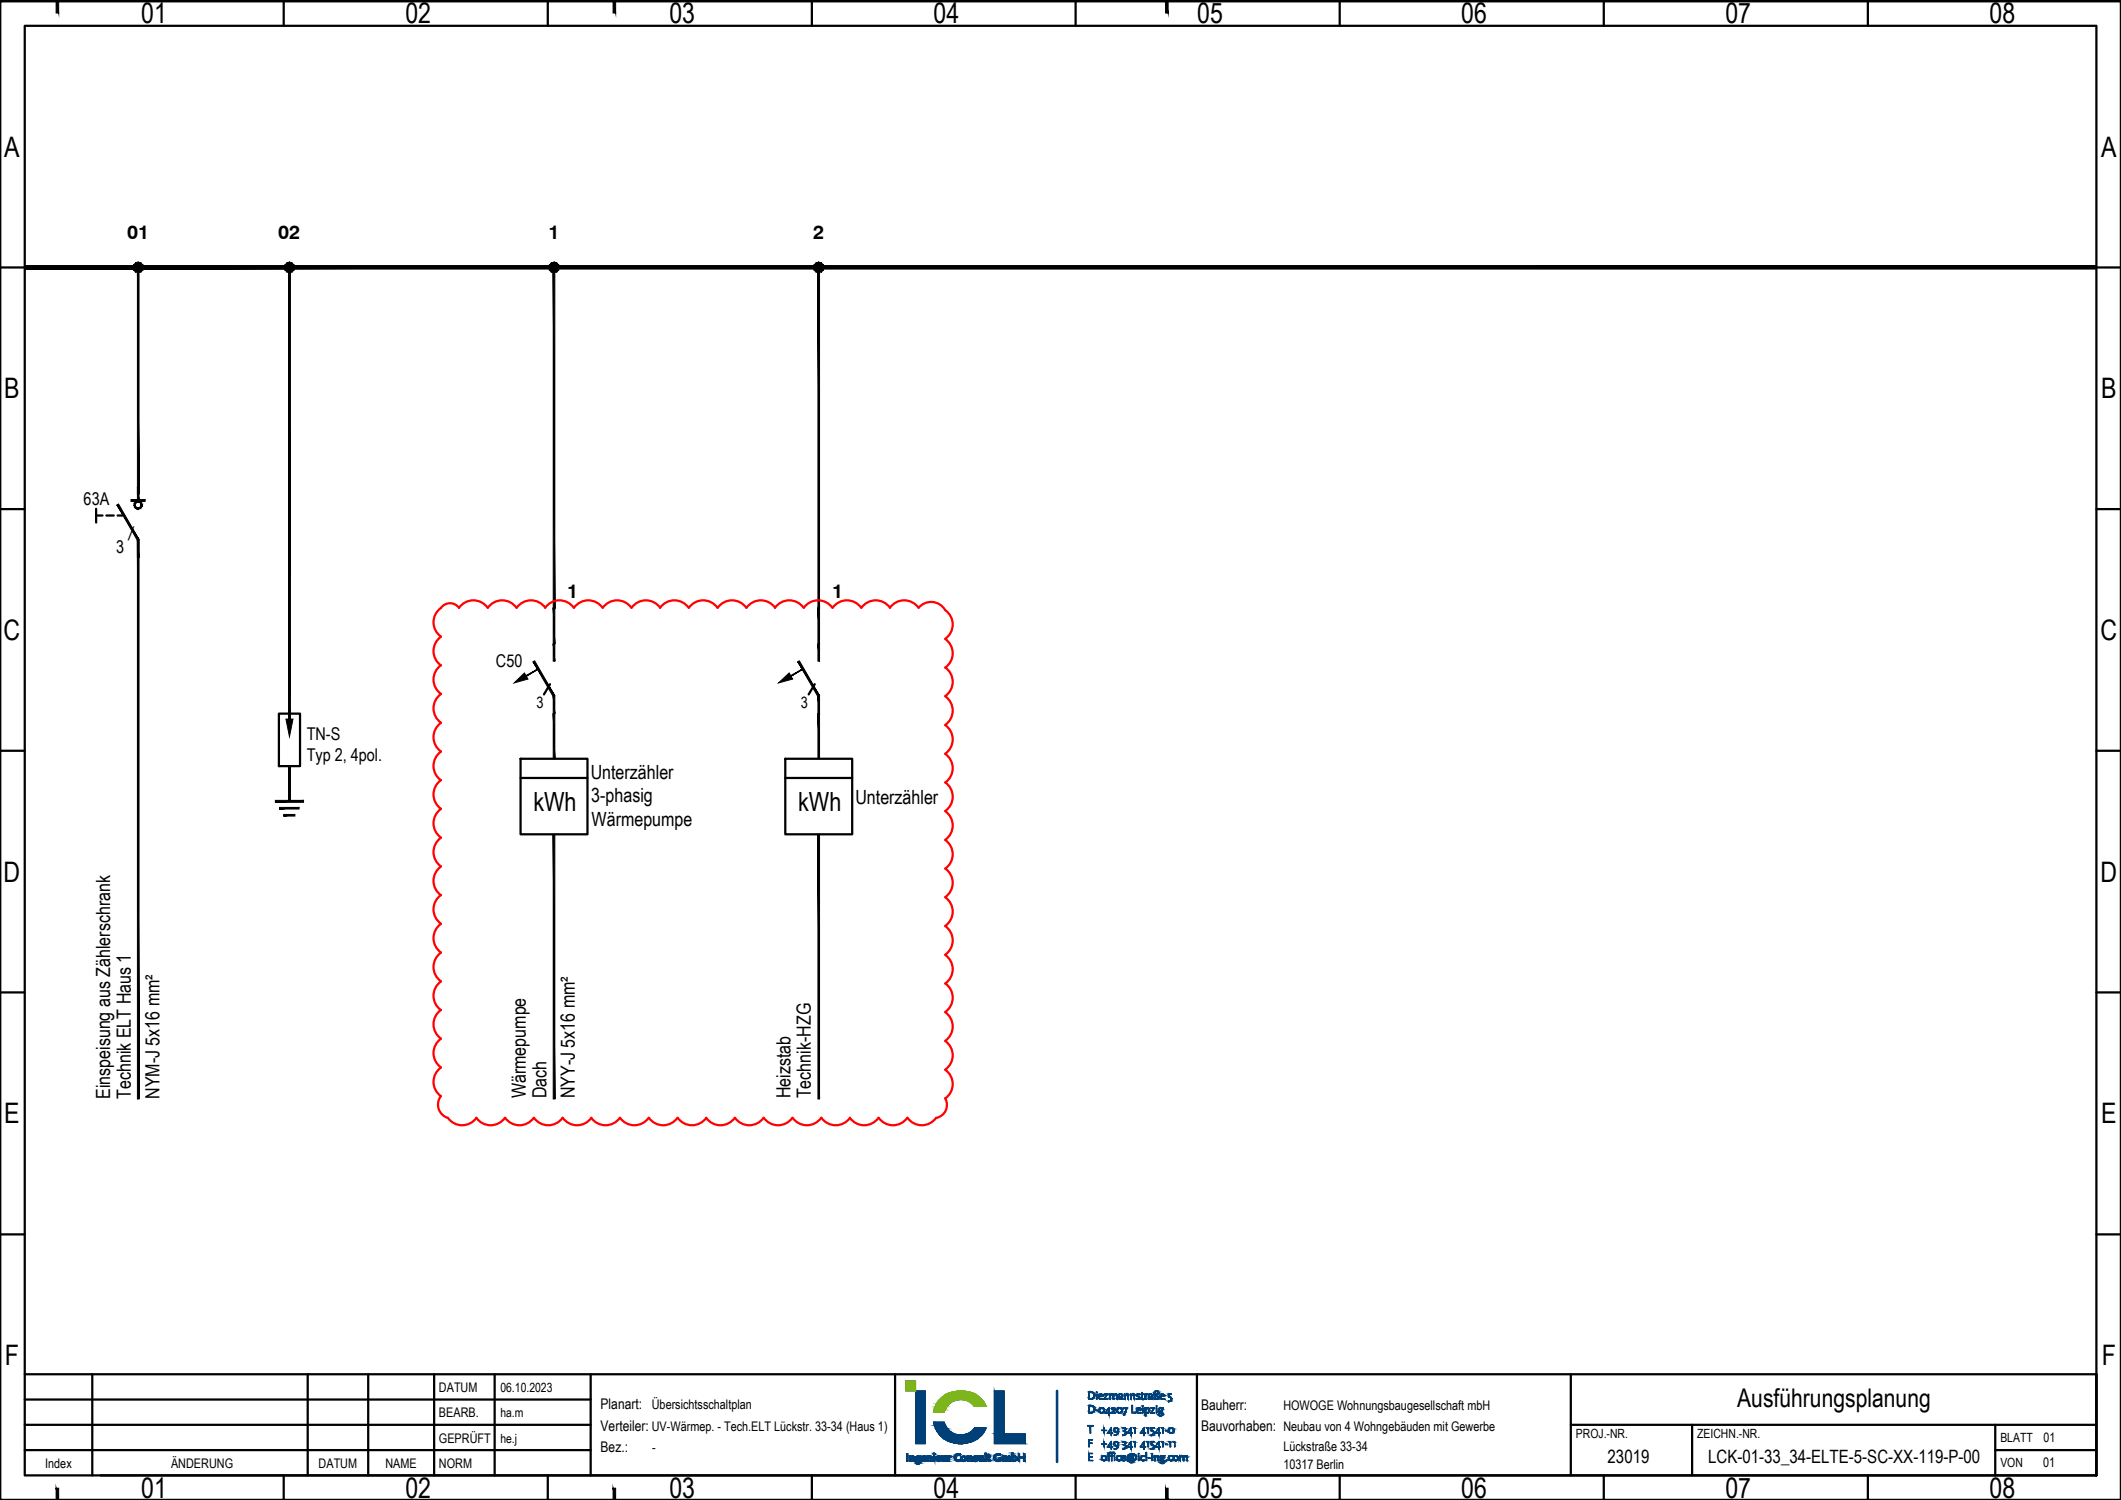 01 02 03 04 05 06 07 08
A A
01 02 1 2
B B
63A
3
1 1
C C
C50
3 3
TN-S
Typ 2, 4pol.
Unterzähler
3-phasig
Wärmepumpe
kWh
kWh
Unterzähler
D D
Einspeisung aus Zählerschrank
Technik ELT Haus 1
NYM-J 5x16 mm²
Wärmepumpe
Dach
NYY-J 5x16 mm²
Heizstab
Technik-HZG
E E
F F
DATUM 06.10.2023
BEARB. ha.m
GEPRÜFT he.j
Index ÄNDERUNG DATUM NAME NORM
Planart: Übersichtsschaltplan
Verteiler: UV-Wärmep. - Tech.ELT Lückstr. 33-34 (Haus 1)
Bez.: -
ICL
Ingenieur Consult GmbH
Diezmannstraße 5
D-04207 Leipzig
T +49 341 41541-0
F +49 341 41541-11
E office@icl-ing.com
Bauherr: HOWOGE Wohnungsbaugesellschaft mbH
Bauvorhaben: Neubau von 4 Wohngebäuden mit Gewerbe
Lückstraße 33-34
10317 Berlin
Ausführungsplanung
PROJ.-NR.
23019
ZEICHN.-NR.
LCK-01-33_34-ELTE-5-SC-XX-119-P-00
BLATT 01
VON 01
01 02 03 04 05 06 07 08